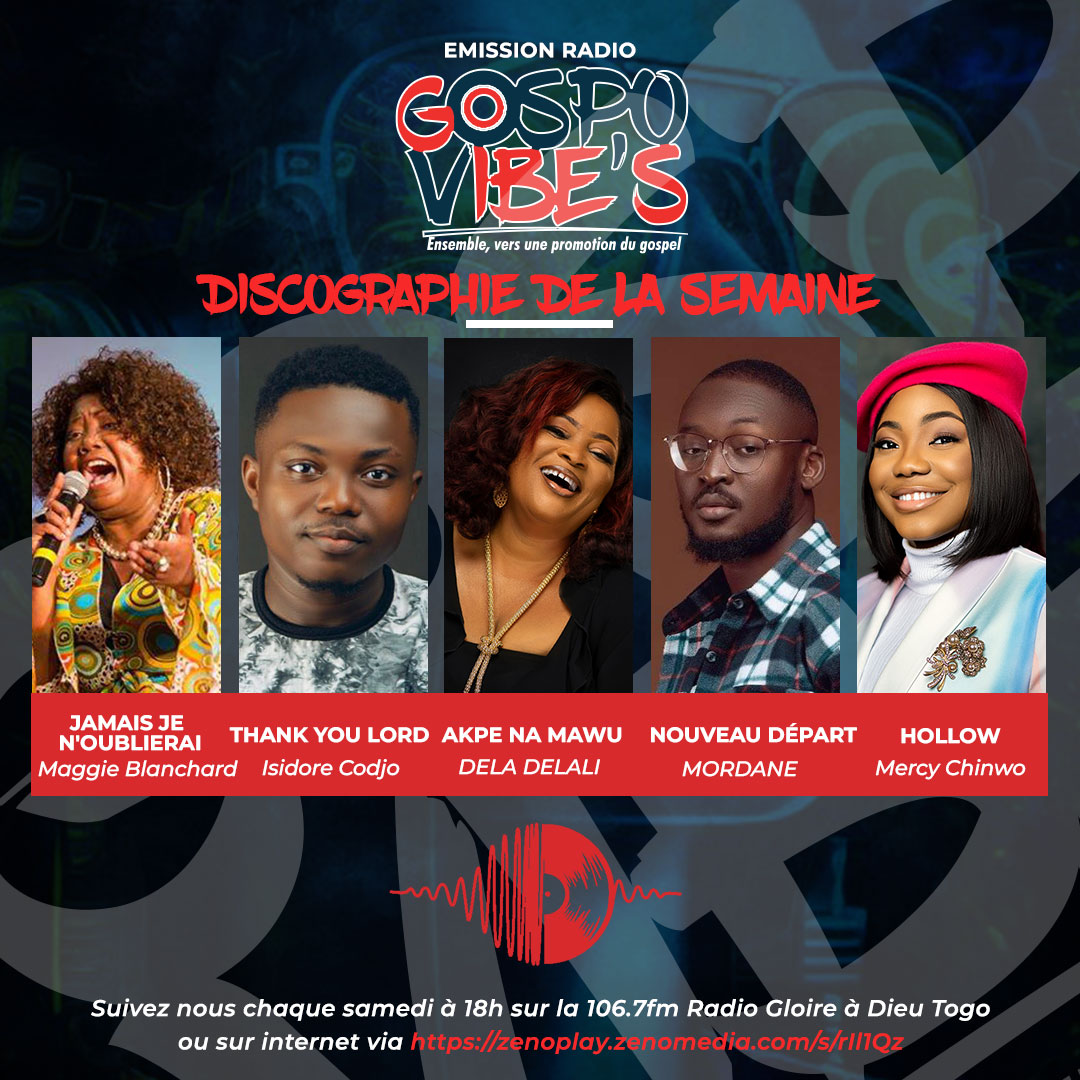 EMISSION RADIO
GOSPO
VIBE'S
Ensemble, vers une promotion du gospel
DISCOGRAPHIE DE LA SEMAINE
JAMAIS JE
N'OUBLIERAI
Maggie Blanchard
THANK YOU LORD
Isidore Codjo
AKPE NA MAWU
DELA DELALI
NOUVEAU DÉPART
MORDANE
HOLLOW
Mercy Chinwo
Suivez nous chaque samedi à 18h sur la 106.7fm Radio Gloire à Dieu Togo
ou sur internet via https://zenoplay.zenomedia.com/s/rIl1Qz